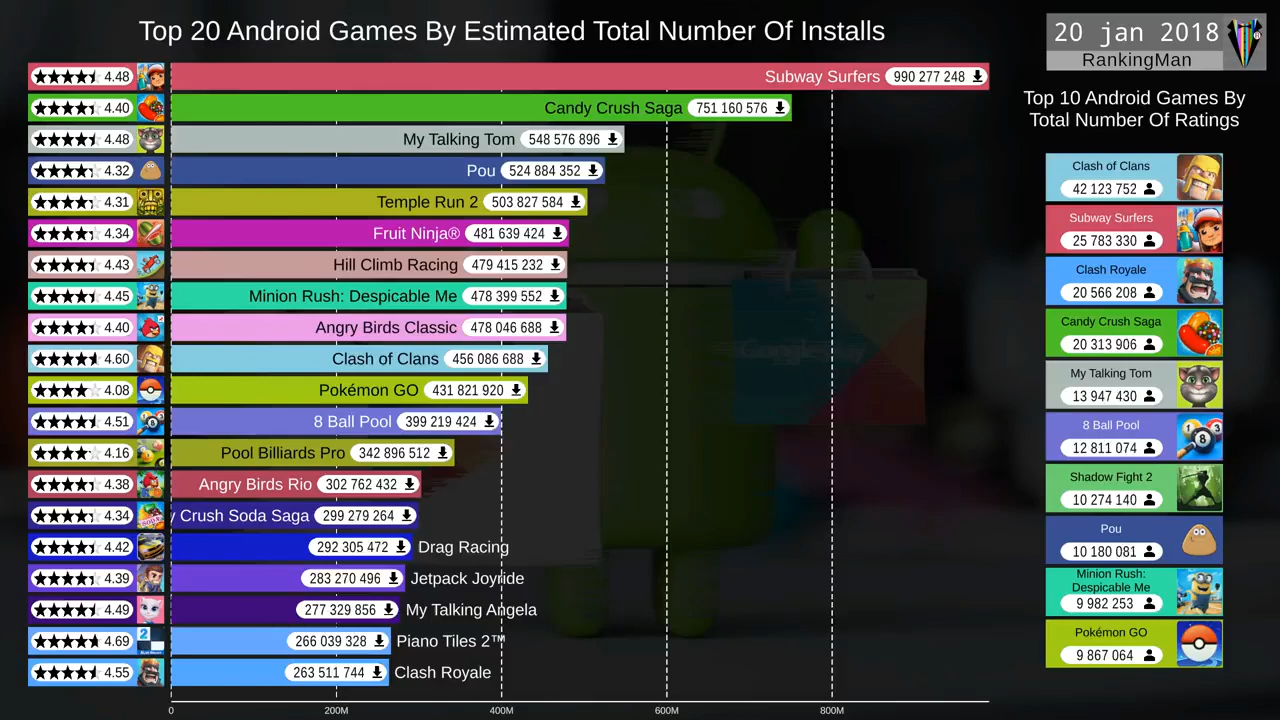 Top 20 Android Games By Estimated Total Number Of Installs
20 jan 2018
RankingMan
Top 10 Android Games By
Total Number Of Ratings
4.48 Subway Surfers 990 277 248
4.40 Candy Crush Saga 751 160 576
4.48 My Talking Tom 548 576 896
4.32 Pou 524 884 352
4.31 Temple Run 2 503 827 584
4.34 Fruit Ninja® 481 639 424
4.43 Hill Climb Racing 479 415 232
4.45 Minion Rush: Despicable Me 478 399 552
4.40 Angry Birds Classic 478 046 688
4.60 Clash of Clans 456 086 688
4.08 Pokémon GO 431 821 920
4.51 8 Ball Pool 399 219 424
4.16 Pool Billiards Pro 342 896 512
4.38 Angry Birds Rio 302 762 432
4.34 y Crush Soda Saga 299 279 264
4.42 292 305 472 Drag Racing
4.39 283 270 496 Jetpack Joyride
4.49 277 329 856 My Talking Angela
4.69 266 039 328 Piano Tiles 2™
4.55 263 511 744 Clash Royale
0 200M 400M 600M 800M
Clash of Clans
42 123 752
Subway Surfers
25 783 330
Clash Royale
20 566 208
Candy Crush Saga
20 313 906
My Talking Tom
13 947 430
8 Ball Pool
12 811 074
Shadow Fight 2
10 274 140
Pou
10 180 081
Minion Rush:
Despicable Me
9 982 253
Pokémon GO
9 867 064